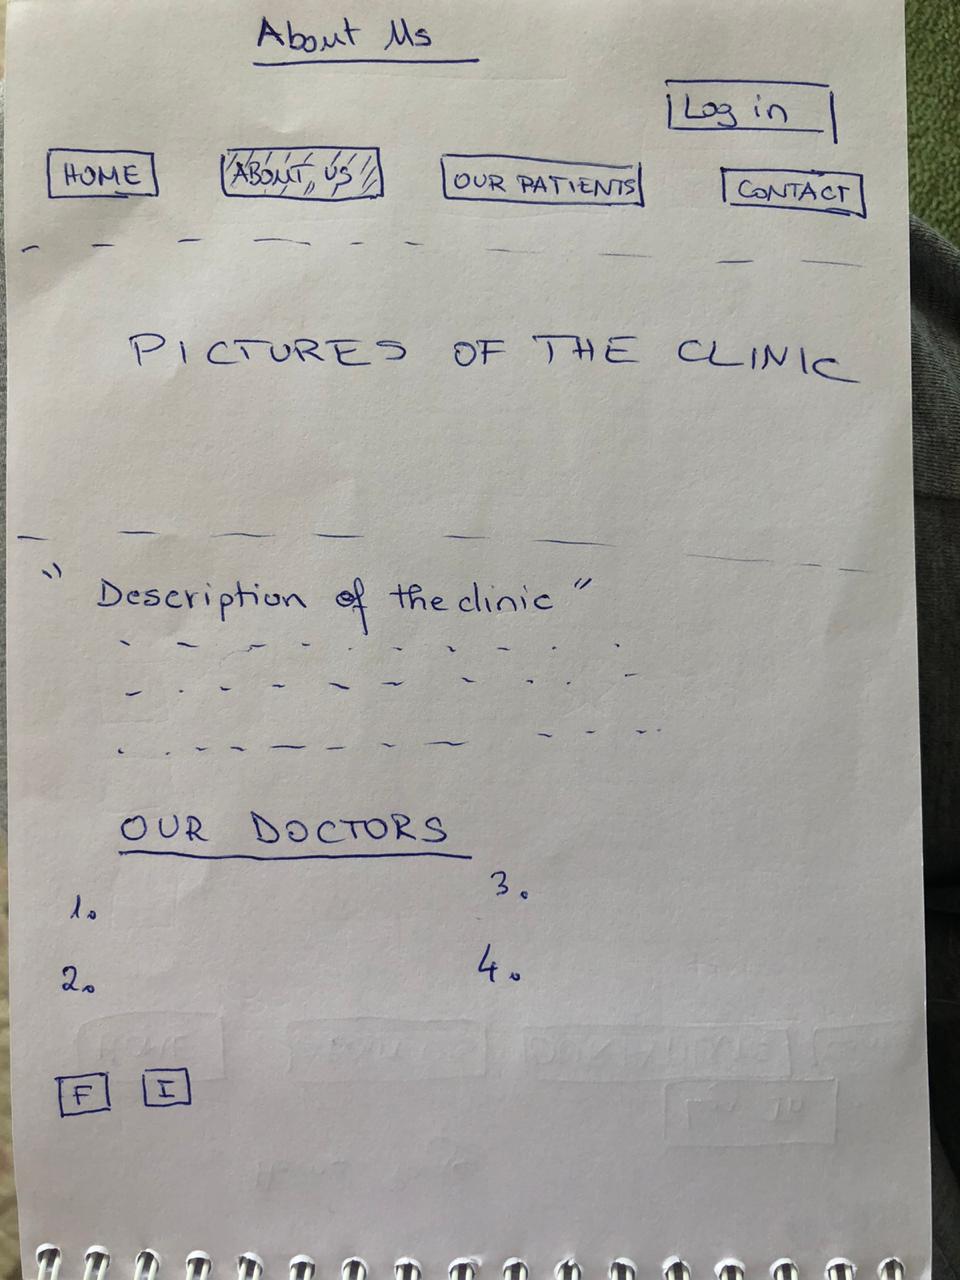 About Us
Log in
HOME ABOUT US OUR PATIENTS CONTACT
PICTURES OF THE CLINIC
"Description of the clinic"
OUR DOCTORS
1. 3.
2. 4.
F I